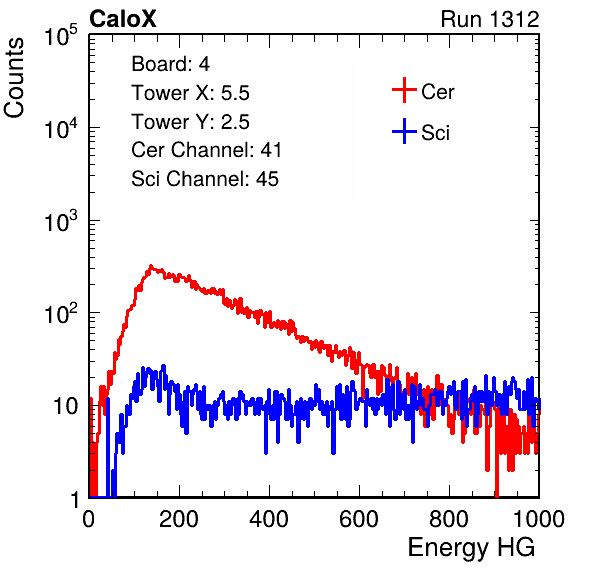 CaloX Run 1312
Counts
Board: 4
Tower X: 5.5
Tower Y: 2.5
Cer Channel: 41
Sci Channel: 45
Cer
Sci
10^5
10^4
10^3
10^2
10
1
0 200 400 600 800 1000
Energy HG